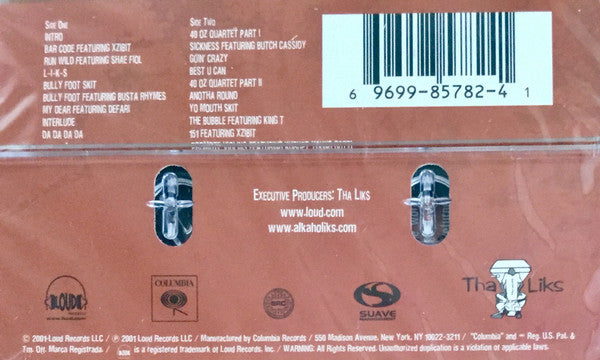 Side One
Intro
Bar Code featuring Xzibit
Run Wild featuring Shae Fiol
L-I-K-S
Bully Foot Skit
Bully Foot featuring Busta Rhymes
My Dear featuring Defari
Interlude
Da Da Da Da
Side Two
40 Oz Quartet Part I
Sickness featuring Butch Cassidy
Goin' Crazy
Best U Can
40 Oz Quartet Part II
Anotha Round
Yo Mouth Skit
The Bubble featuring King T
151 featuring Xzibit
6 96998-85782-4 1
Executive Producers: Tha Liks
www.loud.com
www.alkaholiks.com
LOUD
COLUMBIA
SRC
SUAVE
Tha Liks
© 2001 Loud Records LLC / ℗ 2001 Loud Records LLC / Manufactured by Columbia Records / 550 Madison Avenue, New York, NY 10022-3211 / "Columbia" and Reg. U.S. Pat. &
Tm. Off. Marca Registrada / LOUD is a registered trademark of Loud Records, Inc. / WARNING: All Rights Reserved. Unauthorized duplication is a violation of applicable laws.